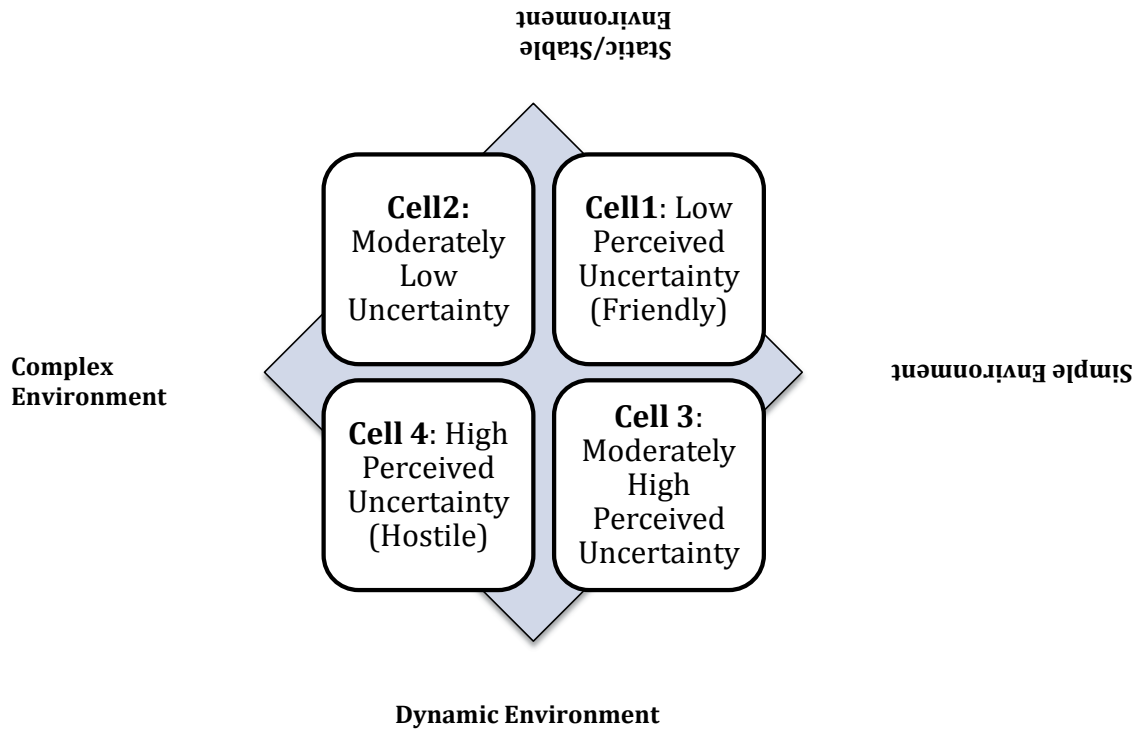 Static/Stable
Environment
Cell2:
Moderately
Low
Uncertainty
Cell1: Low
Perceived
Uncertainty
(Friendly)
Complex
Environment
Simple Environment
Cell 4: High
Perceived
Uncertainty
(Hostile)
Cell 3:
Moderately
High
Perceived
Uncertainty
Dynamic Environment